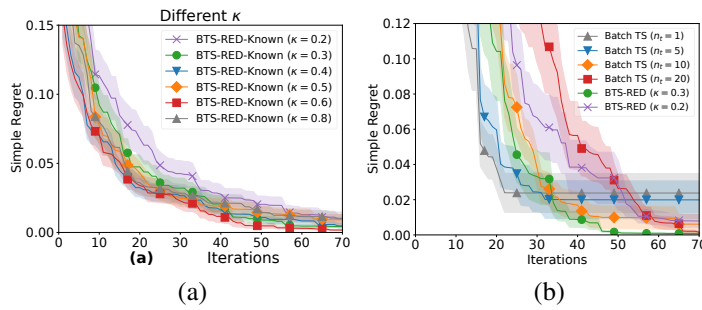 Different κ
Simple Regret
0.15
0.10
0.05
0.00
BTS-RED-Known (κ = 0.2)
BTS-RED-Known (κ = 0.3)
BTS-RED-Known (κ = 0.4)
BTS-RED-Known (κ = 0.5)
BTS-RED-Known (κ = 0.6)
BTS-RED-Known (κ = 0.8)
0 10 20 30 40 50 60 70
(a) Iterations
(a)
Simple Regret
0.12
0.10
0.08
0.06
0.04
0.02
0.00
Batch TS (nₜ = 1)
Batch TS (nₜ = 5)
Batch TS (nₜ = 10)
Batch TS (nₜ = 20)
BTS-RED (κ = 0.3)
BTS-RED (κ = 0.2)
0 10 20 30 40 50 60 70
Iterations
(b)